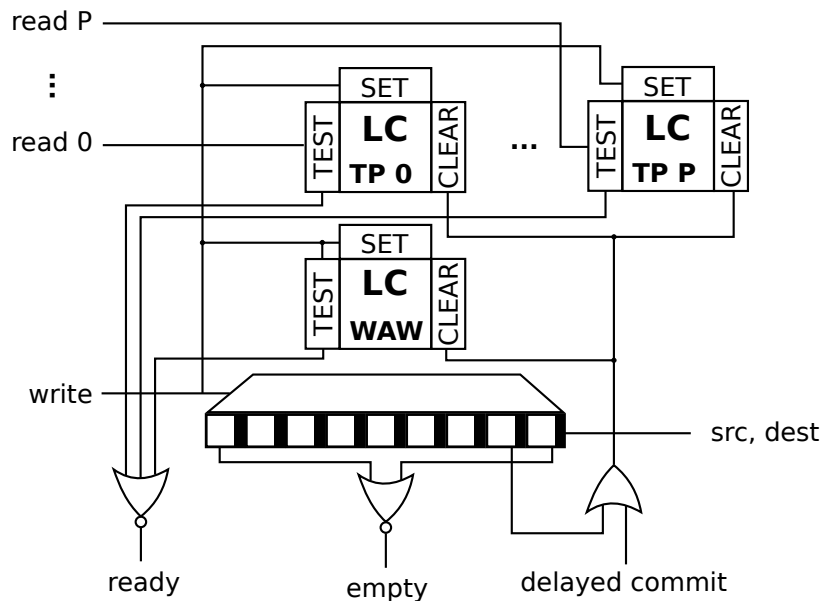 read P
...
read 0
SET
TEST
LC
TP 0
CLEAR
...
SET
TEST
LC
TP P
CLEAR
SET
TEST
LC
WAW
CLEAR
write
src, dest
ready
empty
delayed commit